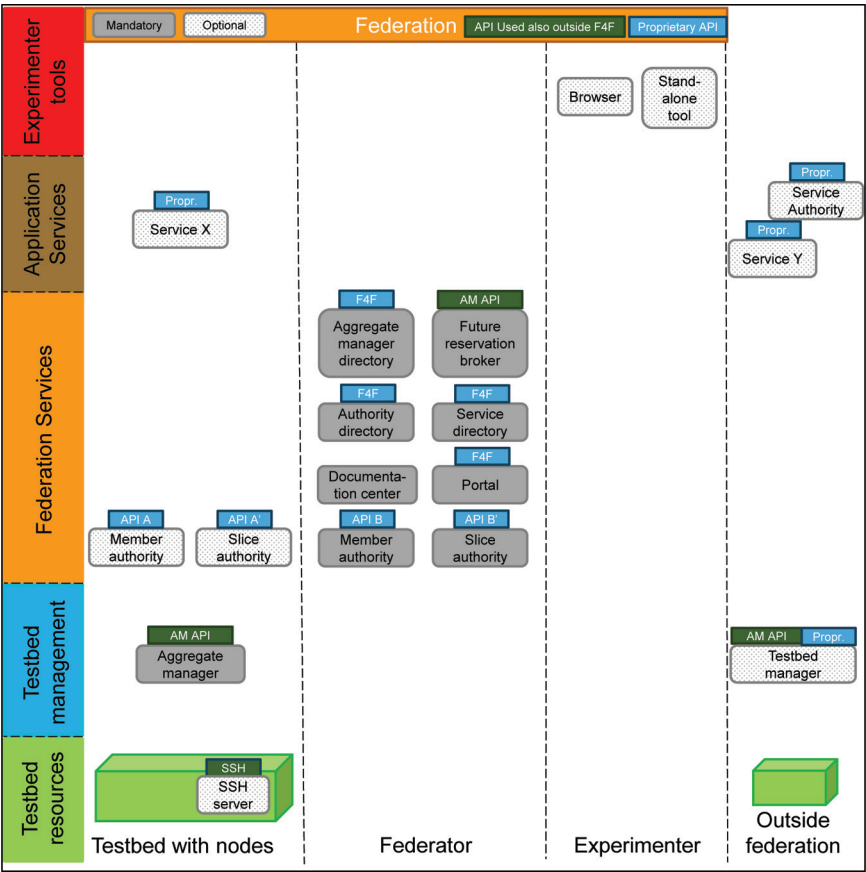 Mandatory
Optional
Federation
API Used also outside F4F
Proprietary API
Experimenter
tools
Browser
Stand-
alone
tool
Application
Services
Propr.
Service X
Propr.
Service
Authority
Propr.
Service Y
Federation Services
F4F
Aggregate
manager
directory
AM API
Future
reservation
broker
F4F
Authority
directory
F4F
Service
directory
Documenta-
tion center
F4F
Portal
API A
Member
authority
API A'
Slice
authority
API B
Member
authority
API B'
Slice
authority
Testbed
management
AM API
Aggregate
manager
AM API
Propr.
Testbed
manager
Testbed
resources
SSH
SSH
server
Testbed with nodes
Federator
Experimenter
Outside
federation